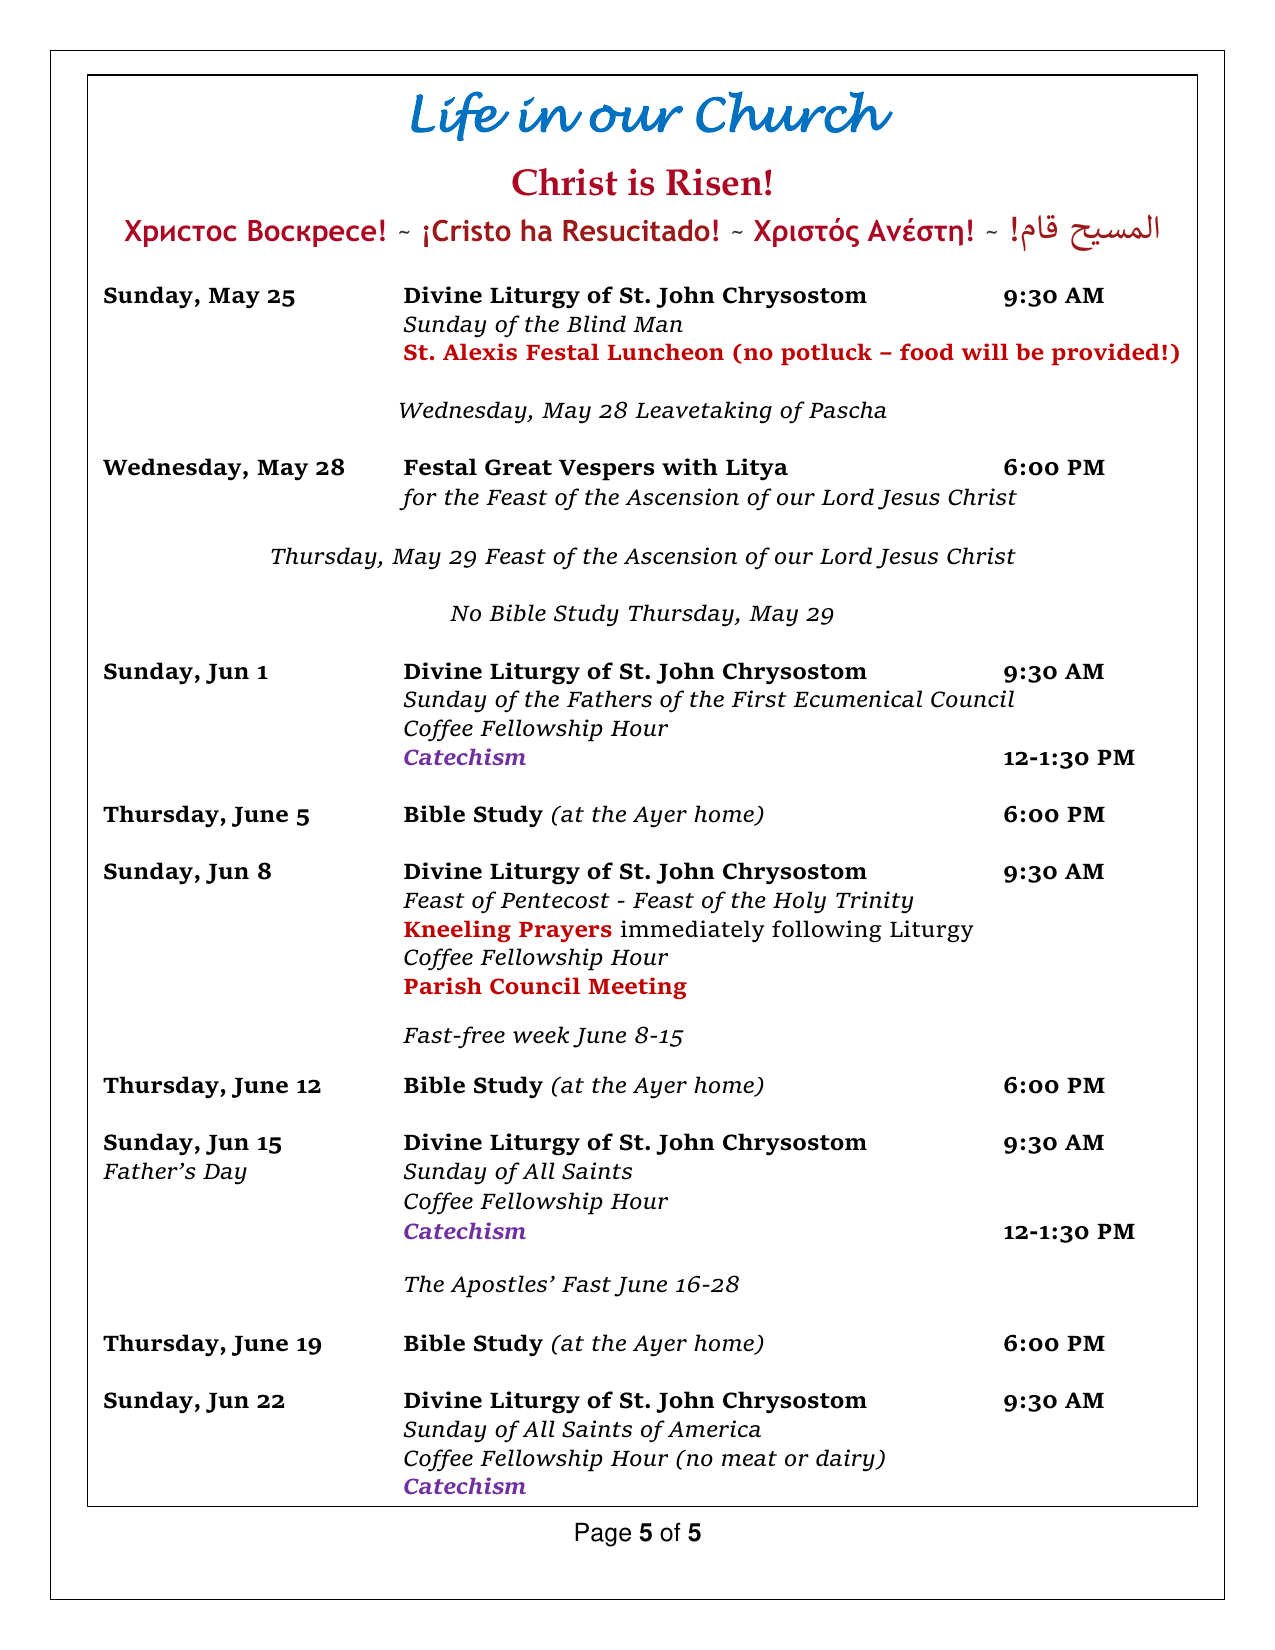 Life in our Church
Christ is Risen!
Христос Воскресе! ~ ¡Cristo ha Resucitado! ~ Χριστός Ανέστη! ~ المسيح قام!
Sunday, May 25 Divine Liturgy of St. John Chrysostom 9:30 AM
Sunday of the Blind Man
St. Alexis Festal Luncheon (no potluck – food will be provided!)
Wednesday, May 28 Leavetaking of Pascha
Wednesday, May 28 Festal Great Vespers with Litya 6:00 PM
for the Feast of the Ascension of our Lord Jesus Christ
Thursday, May 29 Feast of the Ascension of our Lord Jesus Christ
No Bible Study Thursday, May 29
Sunday, Jun 1 Divine Liturgy of St. John Chrysostom 9:30 AM
Sunday of the Fathers of the First Ecumenical Council
Coffee Fellowship Hour
Catechism 12-1:30 PM
Thursday, June 5 Bible Study (at the Ayer home) 6:00 PM
Sunday, Jun 8 Divine Liturgy of St. John Chrysostom 9:30 AM
Feast of Pentecost - Feast of the Holy Trinity
Kneeling Prayers immediately following Liturgy
Coffee Fellowship Hour
Parish Council Meeting
Fast-free week June 8-15
Thursday, June 12 Bible Study (at the Ayer home) 6:00 PM
Sunday, Jun 15 Divine Liturgy of St. John Chrysostom 9:30 AM
Father’s Day Sunday of All Saints
Coffee Fellowship Hour
Catechism 12-1:30 PM
The Apostles’ Fast June 16-28
Thursday, June 19 Bible Study (at the Ayer home) 6:00 PM
Sunday, Jun 22 Divine Liturgy of St. John Chrysostom 9:30 AM
Sunday of All Saints of America
Coffee Fellowship Hour (no meat or dairy)
Catechism
Page 5 of 5